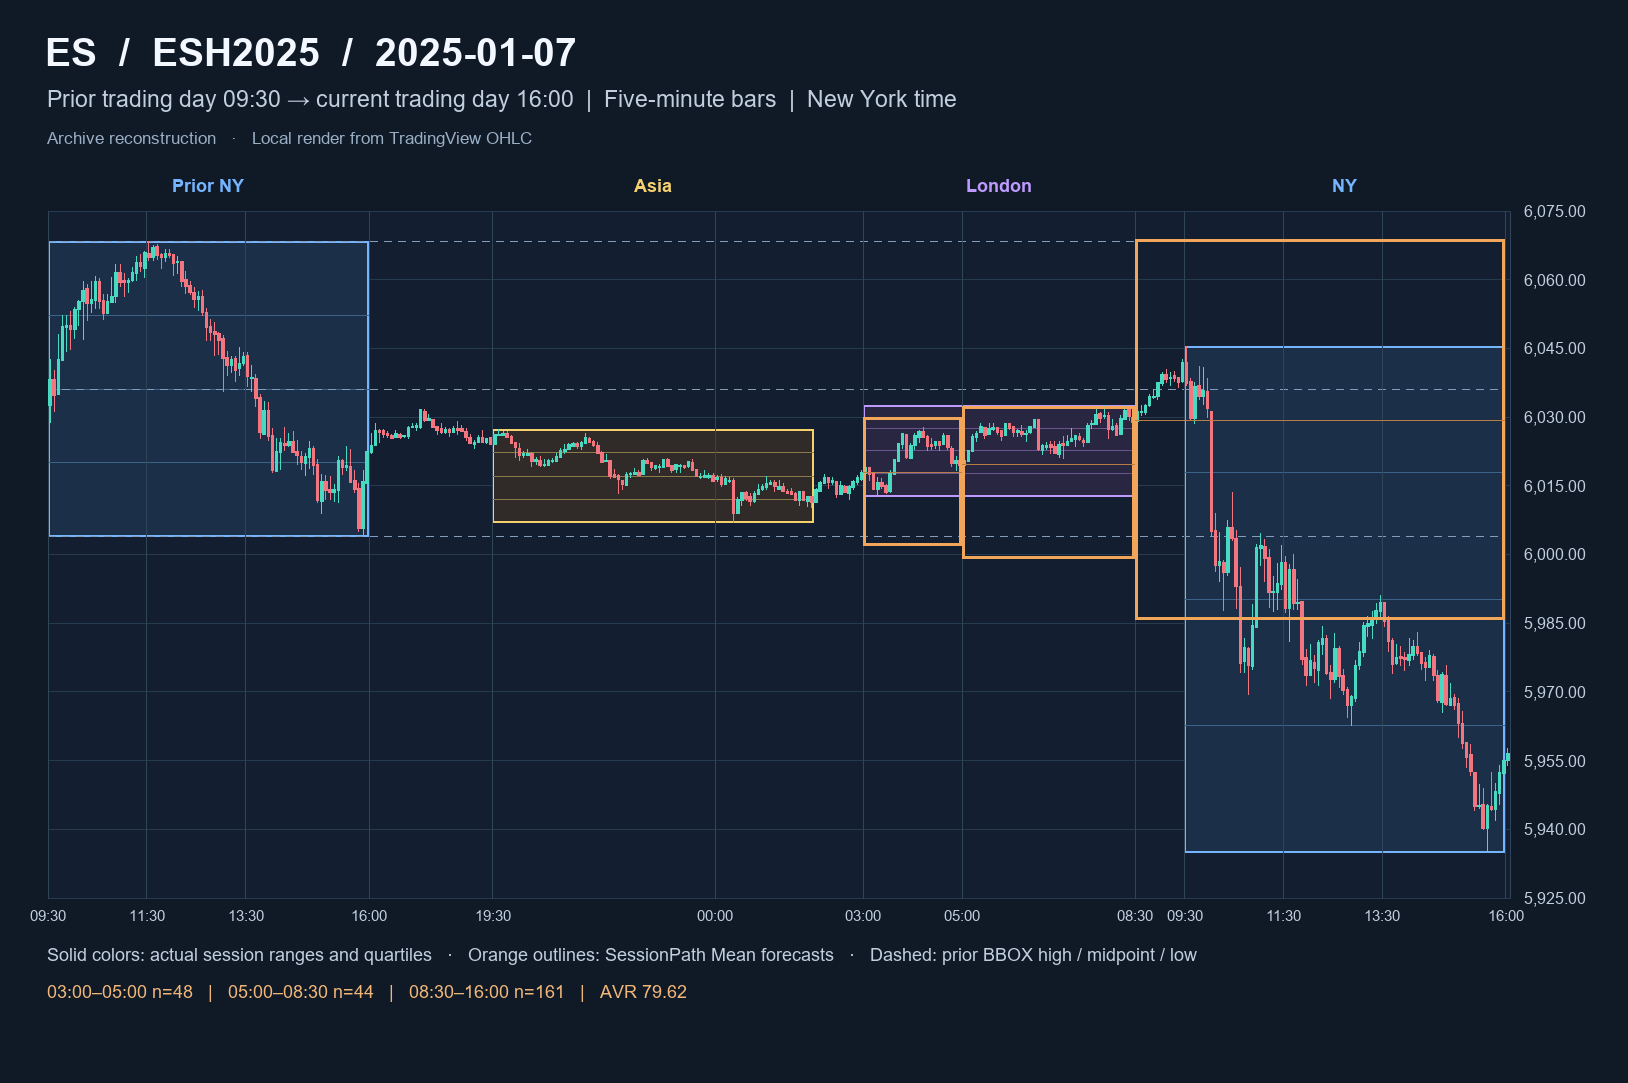 ES / ESH2025 / 2025-01-07
Prior trading day 09:30 → current trading day 16:00 | Five-minute bars | New York time
Archive reconstruction · Local render from TradingView OHLC
Prior NY Asia London NY
6,075.00
6,060.00
6,045.00
6,030.00
6,015.00
6,000.00
5,985.00
5,970.00
5,955.00
5,940.00
5,925.00
09:30 11:30 13:30 16:00 19:30 00:00 03:00 05:00 08:30 09:30 11:30 13:30 16:00
Solid colors: actual session ranges and quartiles · Orange outlines: SessionPath Mean forecasts · Dashed: prior BBOX high / midpoint / low
03:00–05:00 n=48 | 05:00–08:30 n=44 | 08:30–16:00 n=161 | AVR 79.62